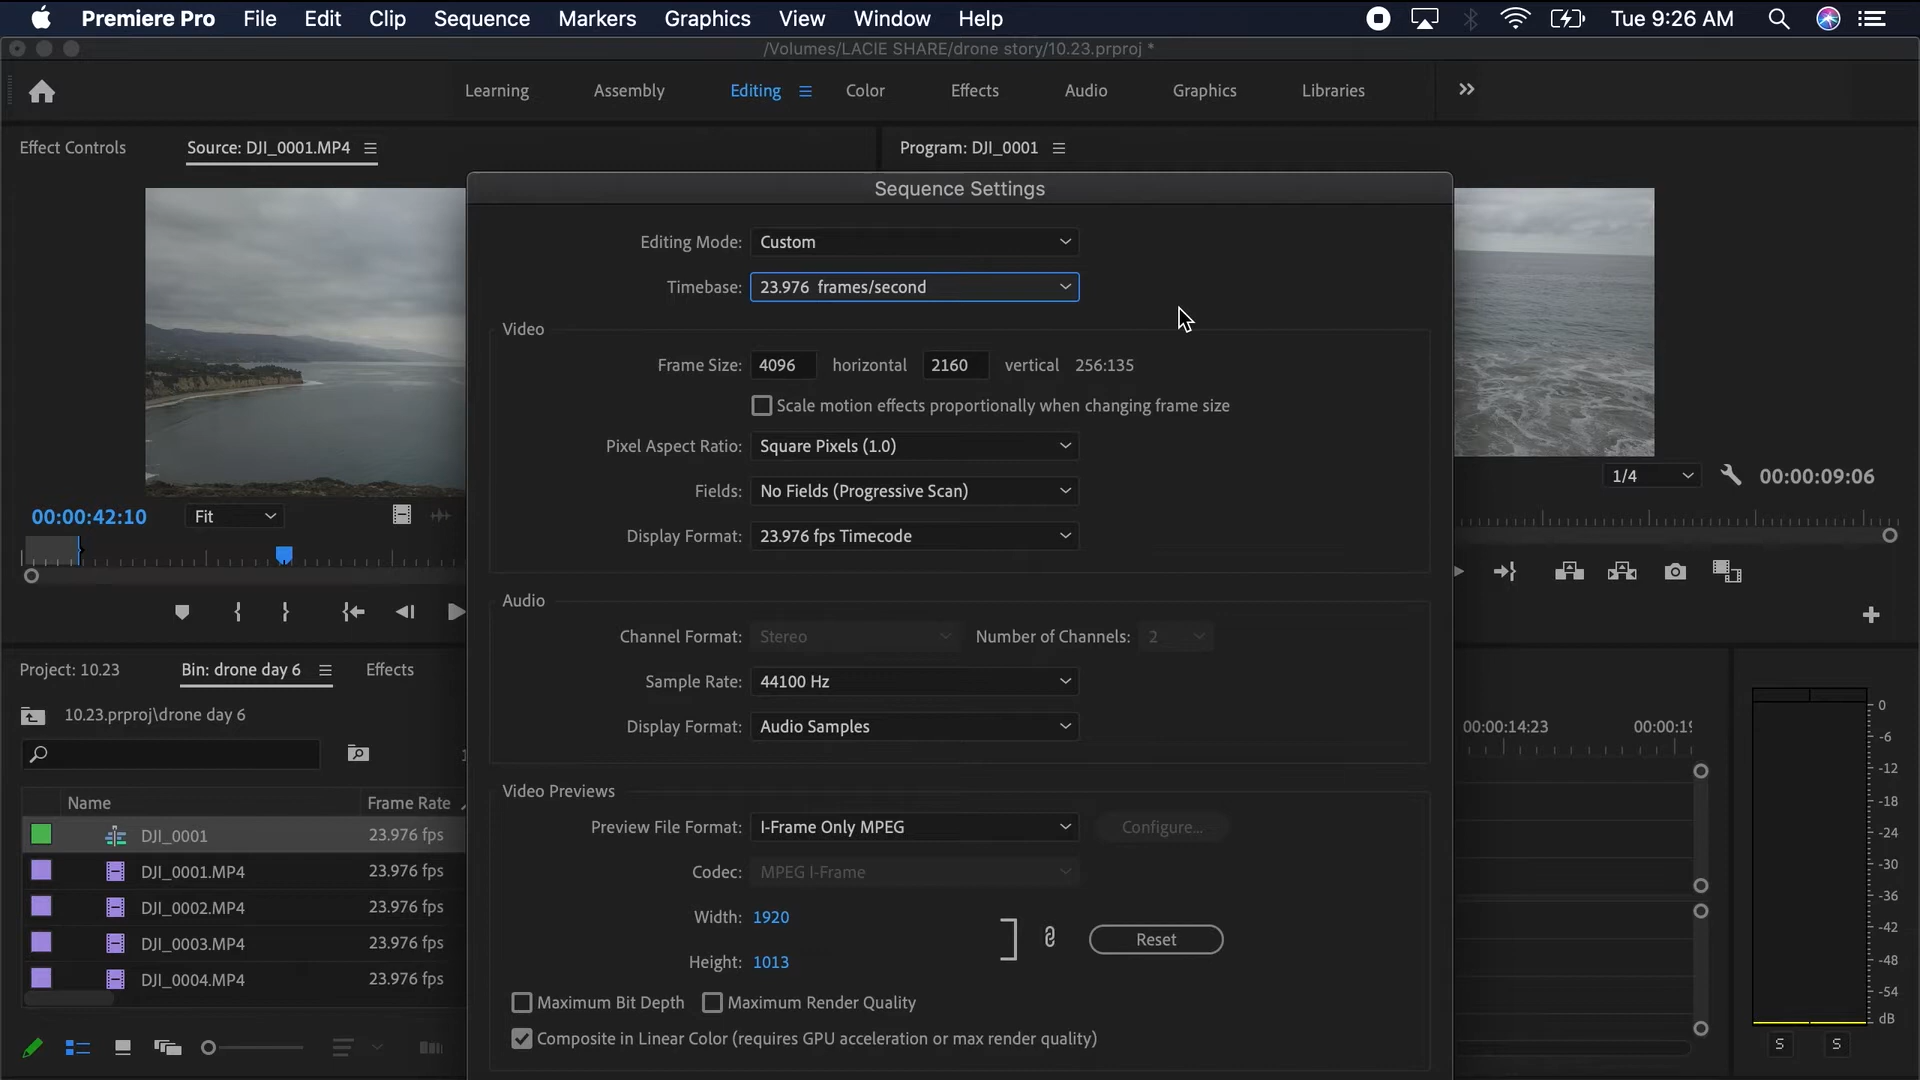 Premiere Pro File Edit Clip Sequence Markers Graphics View Window Help Tue 9:26 AM
/Volumes/LACIE SHARE/drone story/10.23.prproj *
Learning Assembly Editing Color Effects Audio Graphics Libraries
Effect Controls Source: DJI_0001.MP4 Program: DJI_0001
Sequence Settings
Editing Mode: Custom
Timebase: 23.976 frames/second
Video
Frame Size: 4096 horizontal 2160 vertical 256:135
Scale motion effects proportionally when changing frame size
Pixel Aspect Ratio: Square Pixels (1.0)
1/4 00:00:09:06
Fields: No Fields (Progressive Scan)
00:00:42:10 Fit
Display Format: 23.976 fps Timecode
Audio
Channel Format: Stereo Number of Channels: 2
Project: 10.23 Bin: drone day 6 Effects
Sample Rate: 44100 Hz
10.23.prproj\drone day 6
Display Format: Audio Samples
00:00:14:23
Video Previews
Name Frame Rate
Preview File Format: I-Frame Only MPEG Configure...
DJI_0001 23.976 fps
Codec: MPEG I-Frame
DJI_0001.MP4 23.976 fps
DJI_0002.MP4 23.976 fps
Width: 1920
Reset
DJI_0003.MP4 23.976 fps
Height: 1013
DJI_0004.MP4 23.976 fps
Maximum Bit Depth Maximum Render Quality
Composite in Linear Color (requires GPU acceleration or max render quality)
0
-6
-12
-18
-24
-30
-36
-42
-48
-54
dB
S S